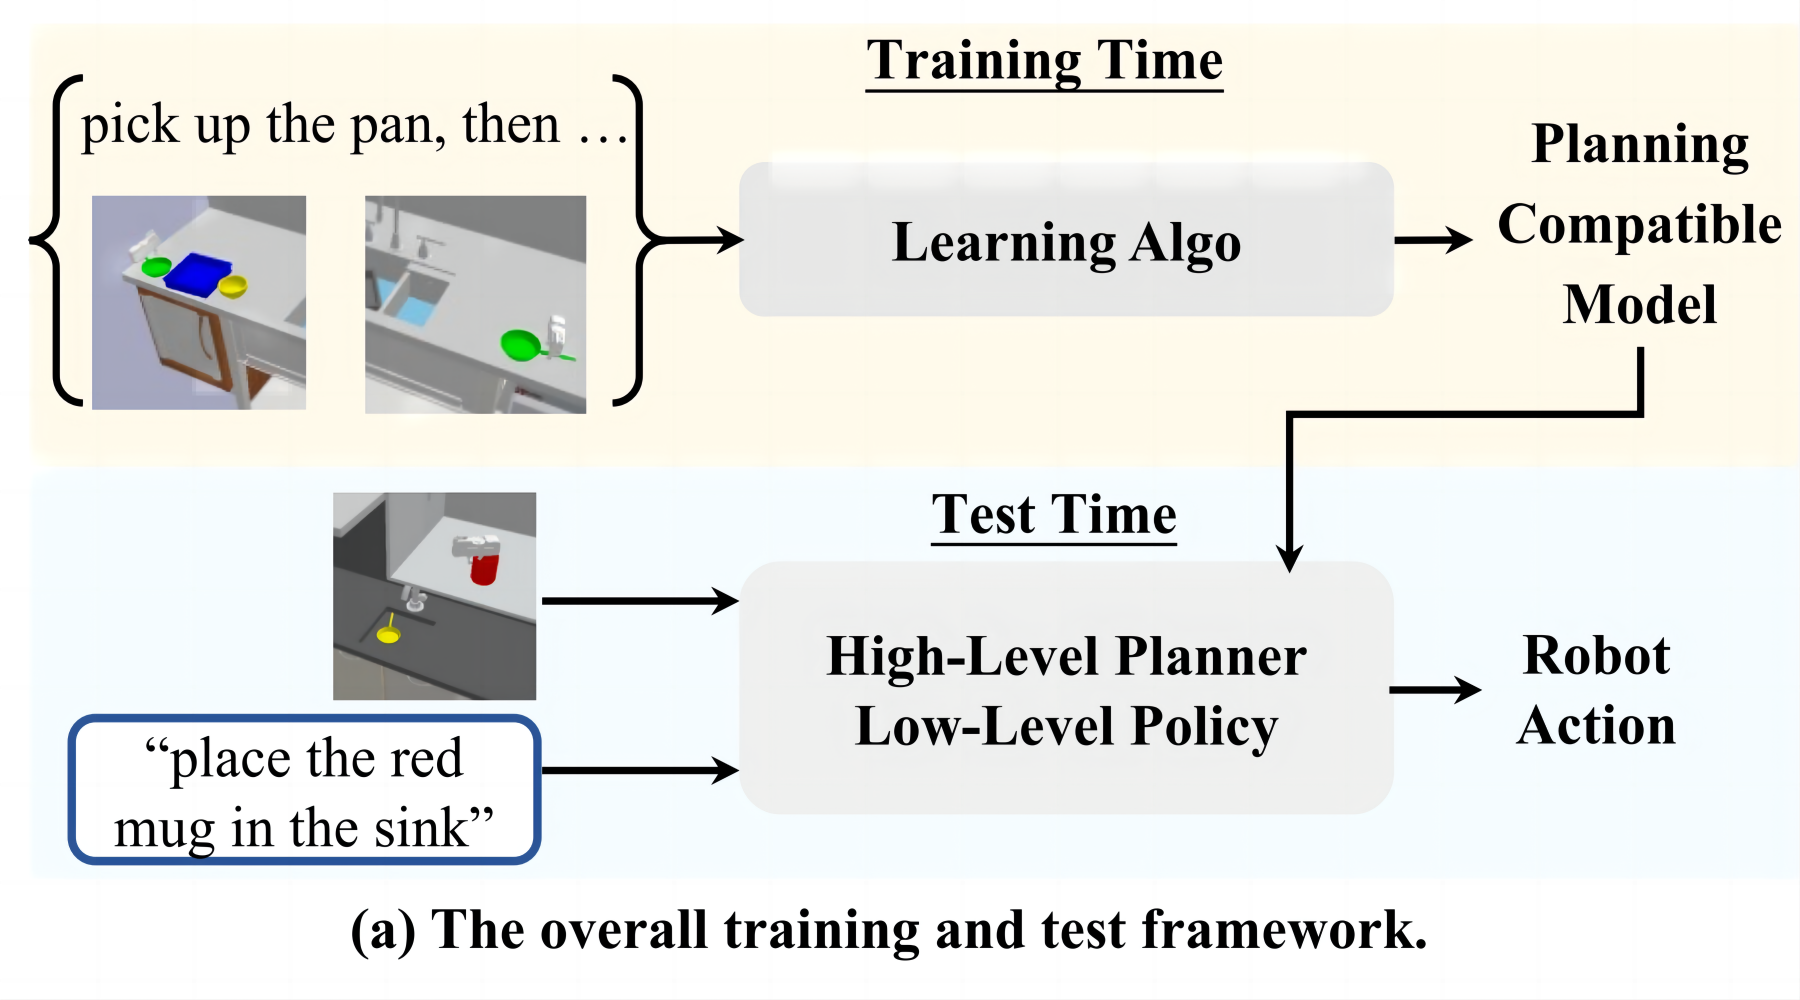 Training Time
pick up the pan, then …
Learning Algo
Planning
Compatible
Model
Test Time
High-Level Planner
Low-Level Policy
Robot
Action
“place the red
mug in the sink”
(a) The overall training and test framework.